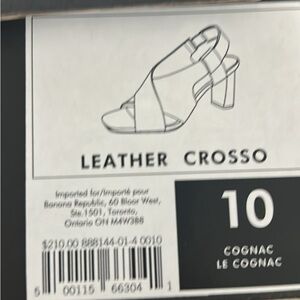 LEATHER CROSSO
Imported for/importé pour
Banana Republic, 60 Bloor West,
Ste.1501, Toronto,
Ontario ON M4W3B8
$210.00 888144-01-4 0010
5 00115 66304 1
10
COGNAC
LE COGNAC